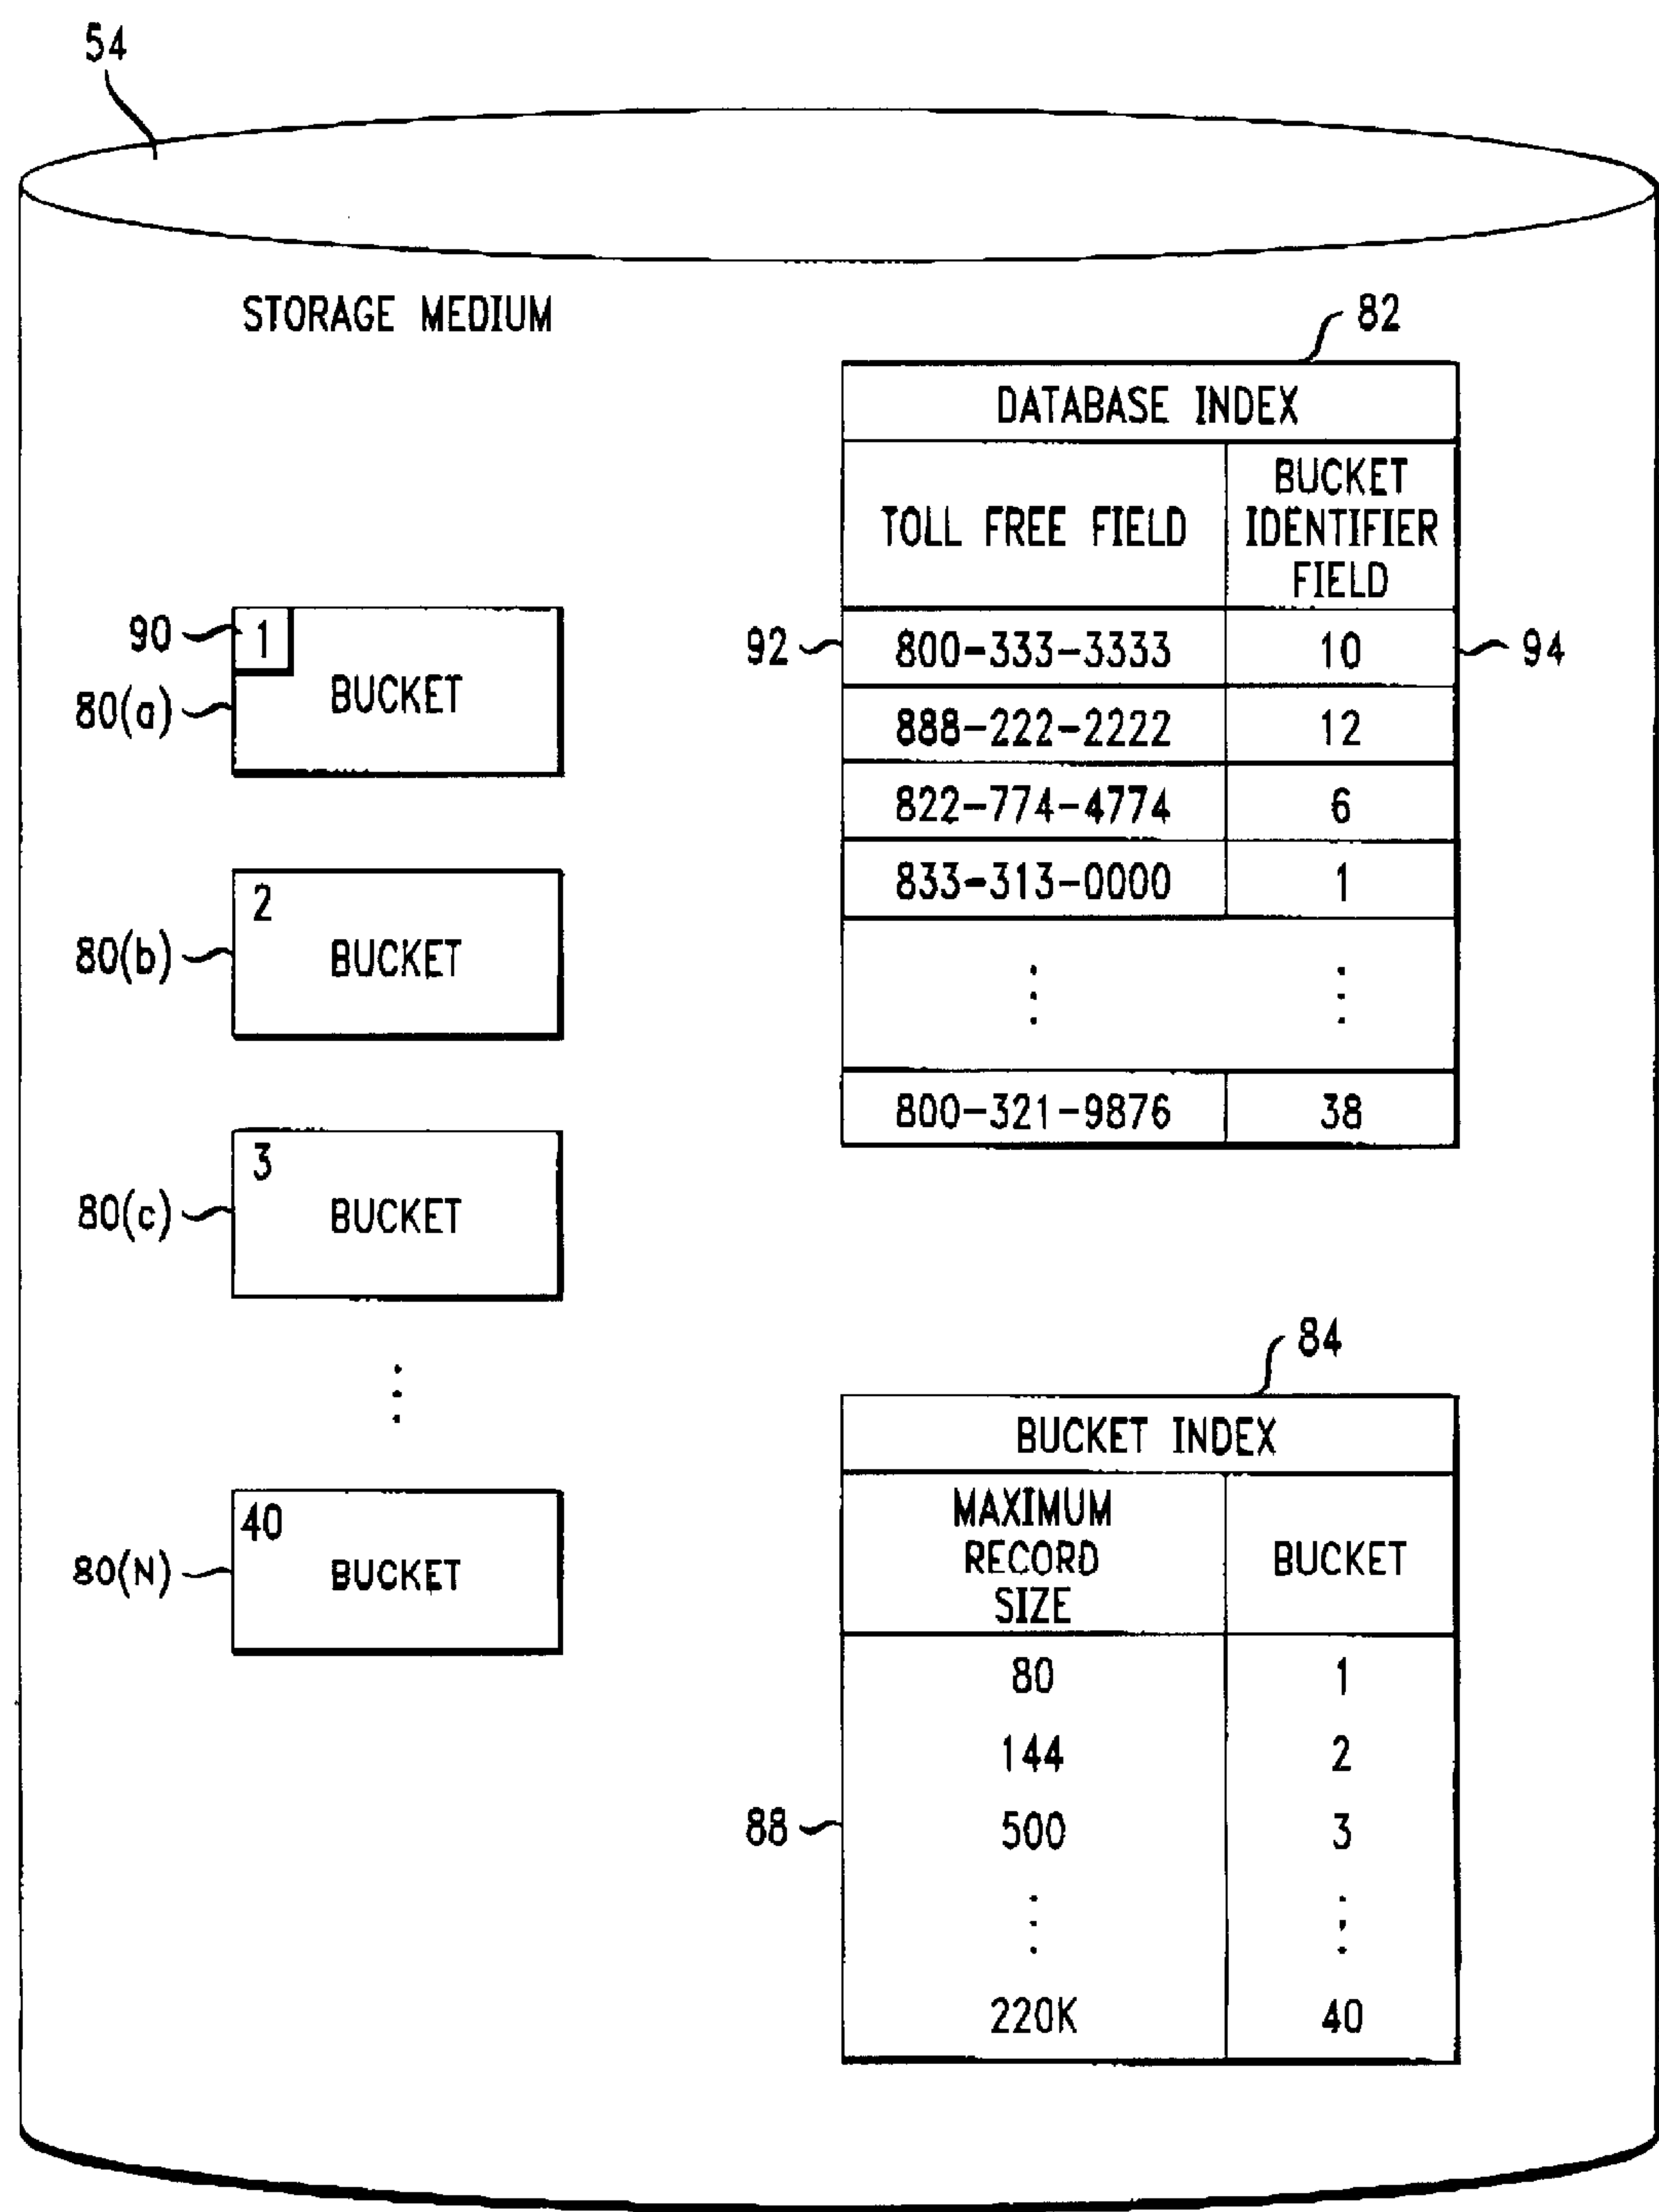 54
STORAGE MEDIUM
90
1
80(a)
BUCKET
2
80(b)
BUCKET
3
80(c)
BUCKET
40
80(N)
BUCKET
82
DATABASE INDEX
TOLL FREE FIELD
BUCKET
IDENTIFIER
FIELD
92
800-333-3333
10
94
888-222-2222
12
822-774-4774
6
833-313-0000
1
800-321-9876
38
84
BUCKET INDEX
MAXIMUM
RECORD
SIZE
BUCKET
80
1
144
2
88
500
3
220K
40